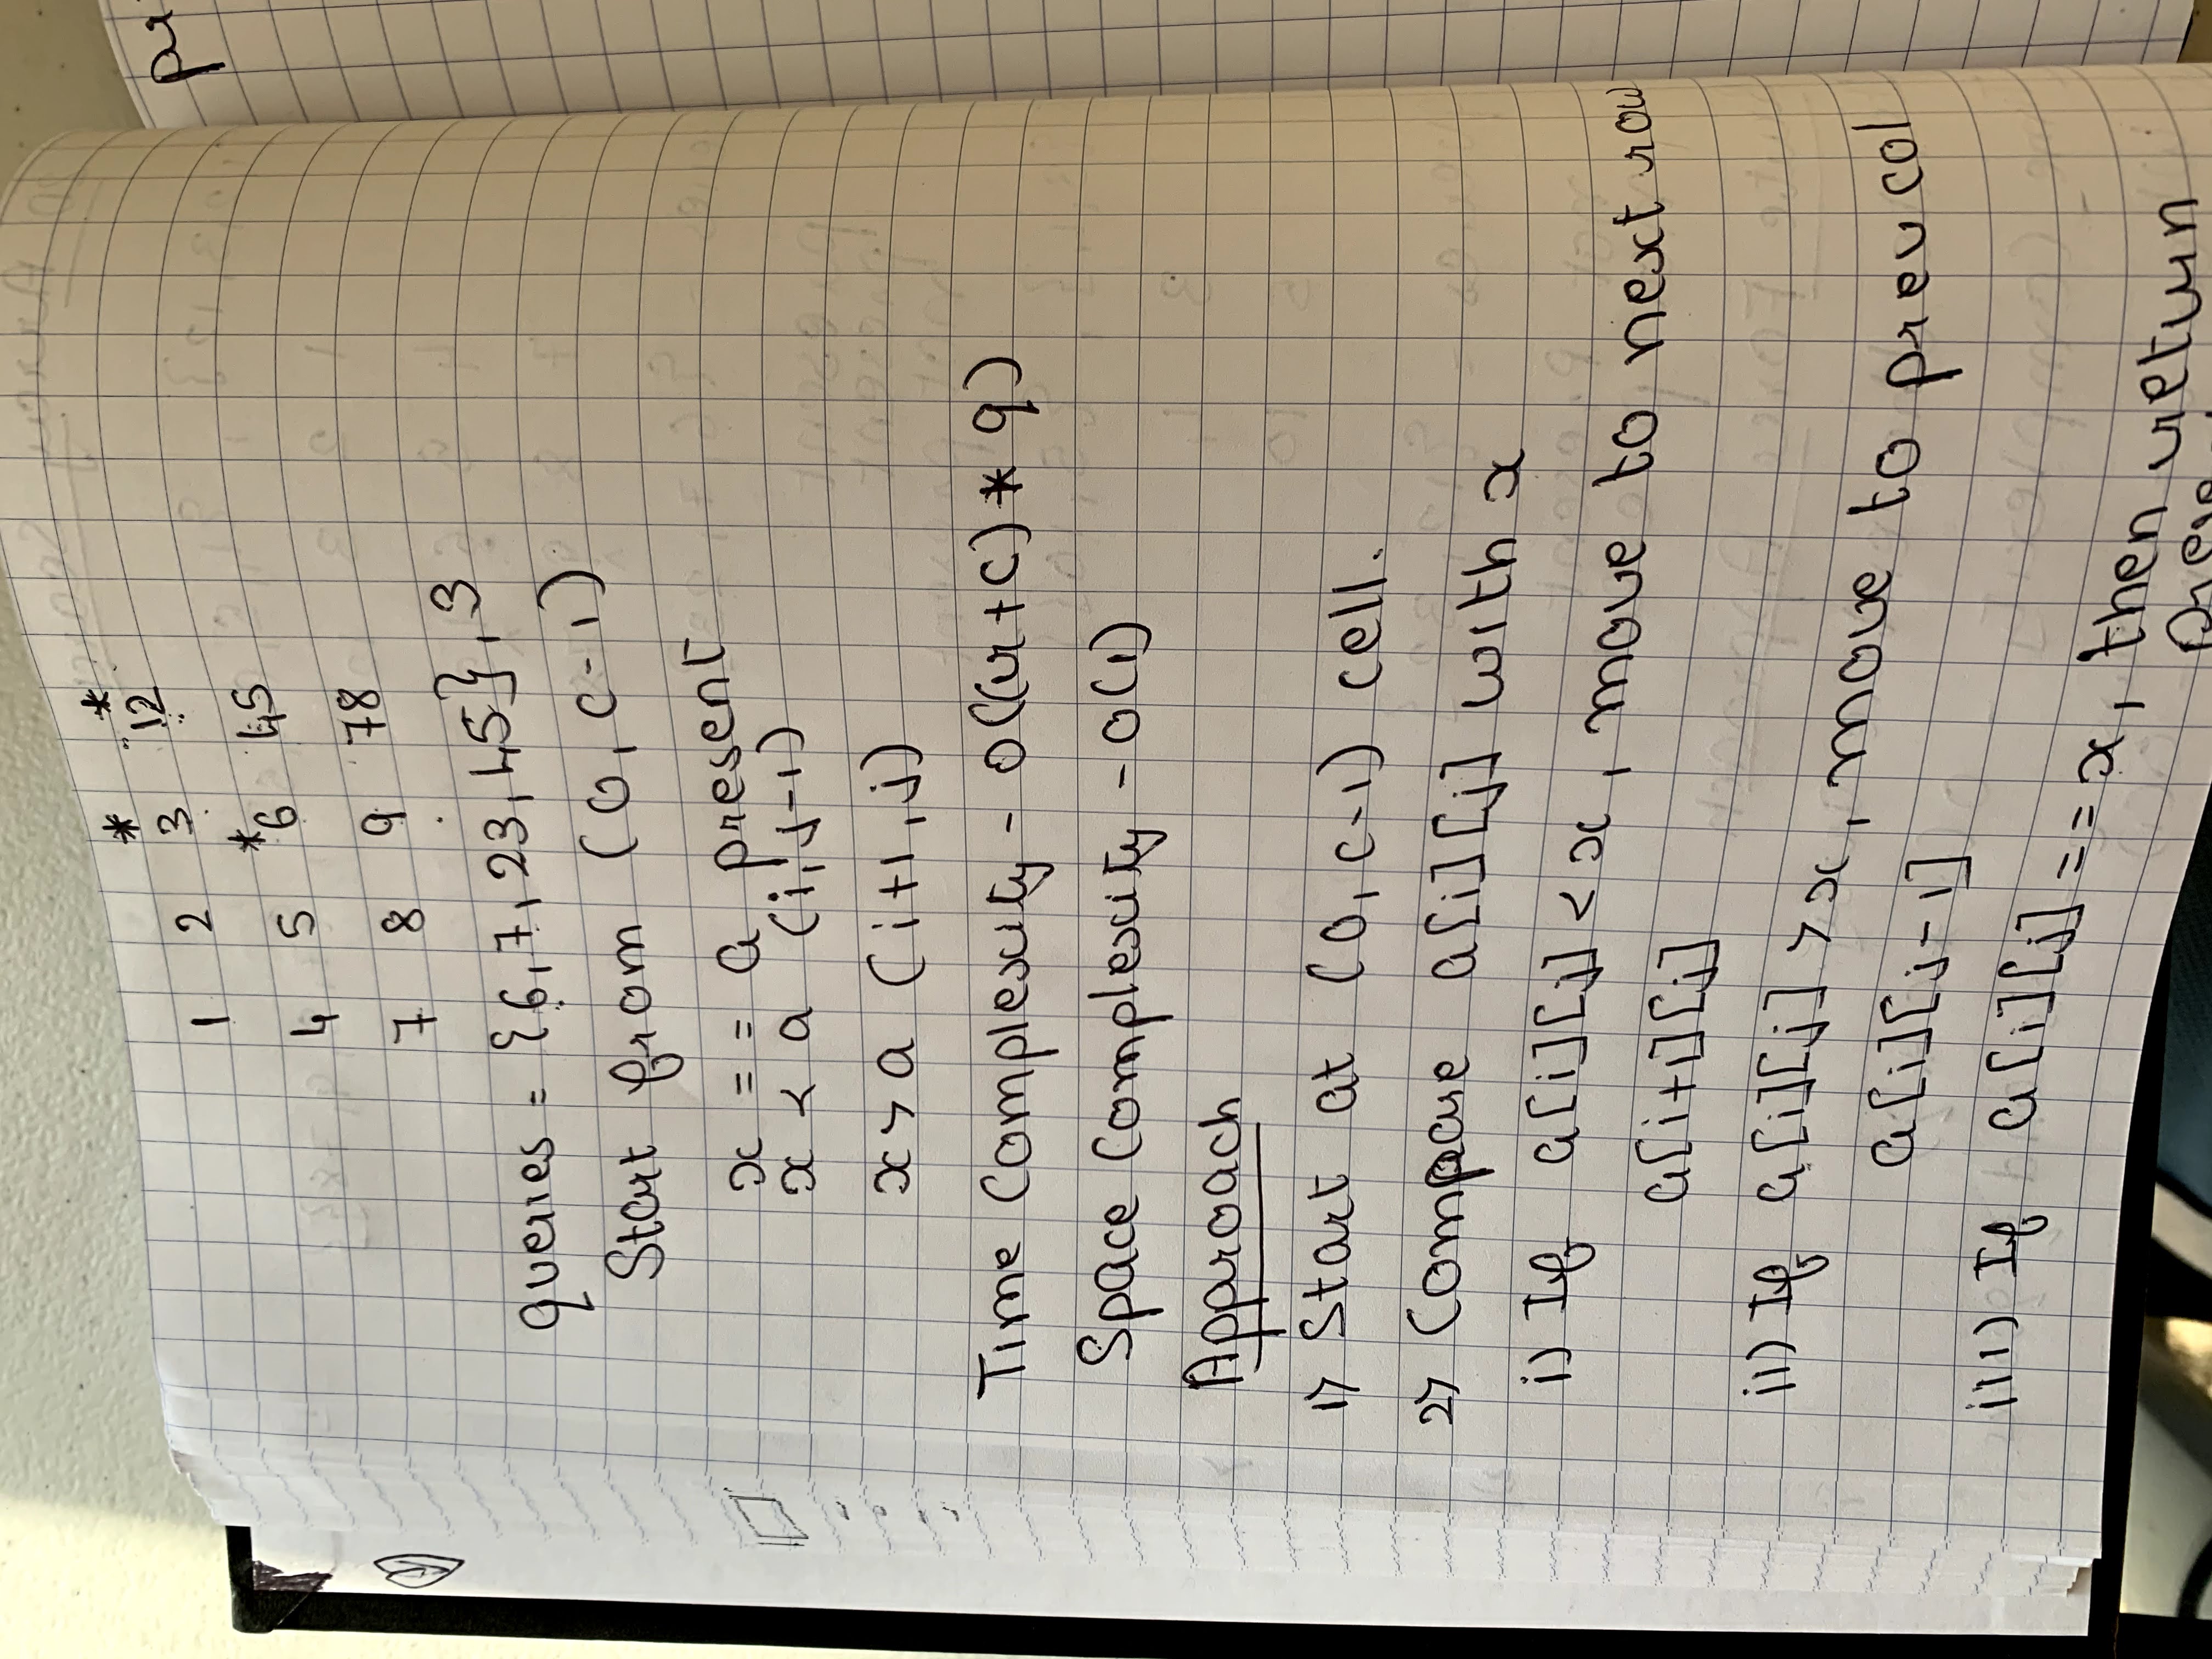 * *
1 2 3 12
*
4 5 6 45
7 8 9 78
queries = {6, 7, 23, 45}, 3
Start from (0, c-1)
x == a present
x < a (i, j-1)
x > a (i+1, j)
Time Complexity - O((r+c) * q)
Space Complexity - O(1)
Approach
1) Start at (0, c-1) cell.
2) Compare a[i][j] with x
i) If a[i][j] < x, move to next row
a[i+1][j]
ii) If a[i][j] > x, move to prev col
a[i][j-1]
iii) If a[i][j] == x, then return
pr